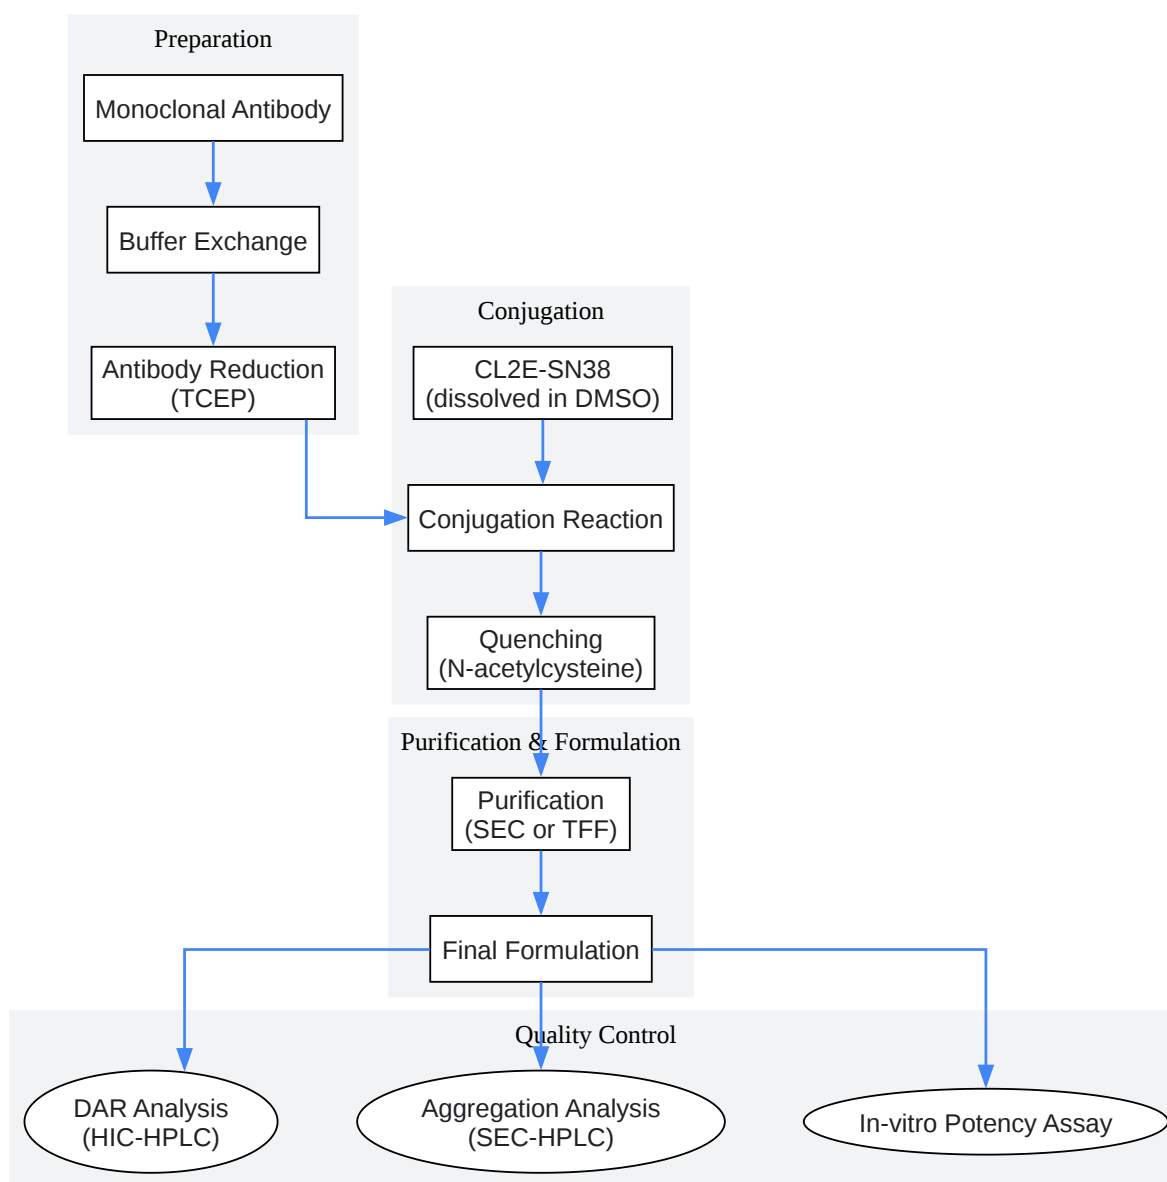 Preparation
Monoclonal Antibody
Buffer Exchange
Antibody Reduction
(TCEP)
Conjugation
CL2E-SN38
(dissolved in DMSO)
Conjugation Reaction
Quenching
(N-acetylcysteine)
Purification & Formulation
Purification
(SEC or TFF)
Final Formulation
Quality Control
DAR Analysis
(HIC-HPLC)
Aggregation Analysis
(SEC-HPLC)
In-vitro Potency Assay